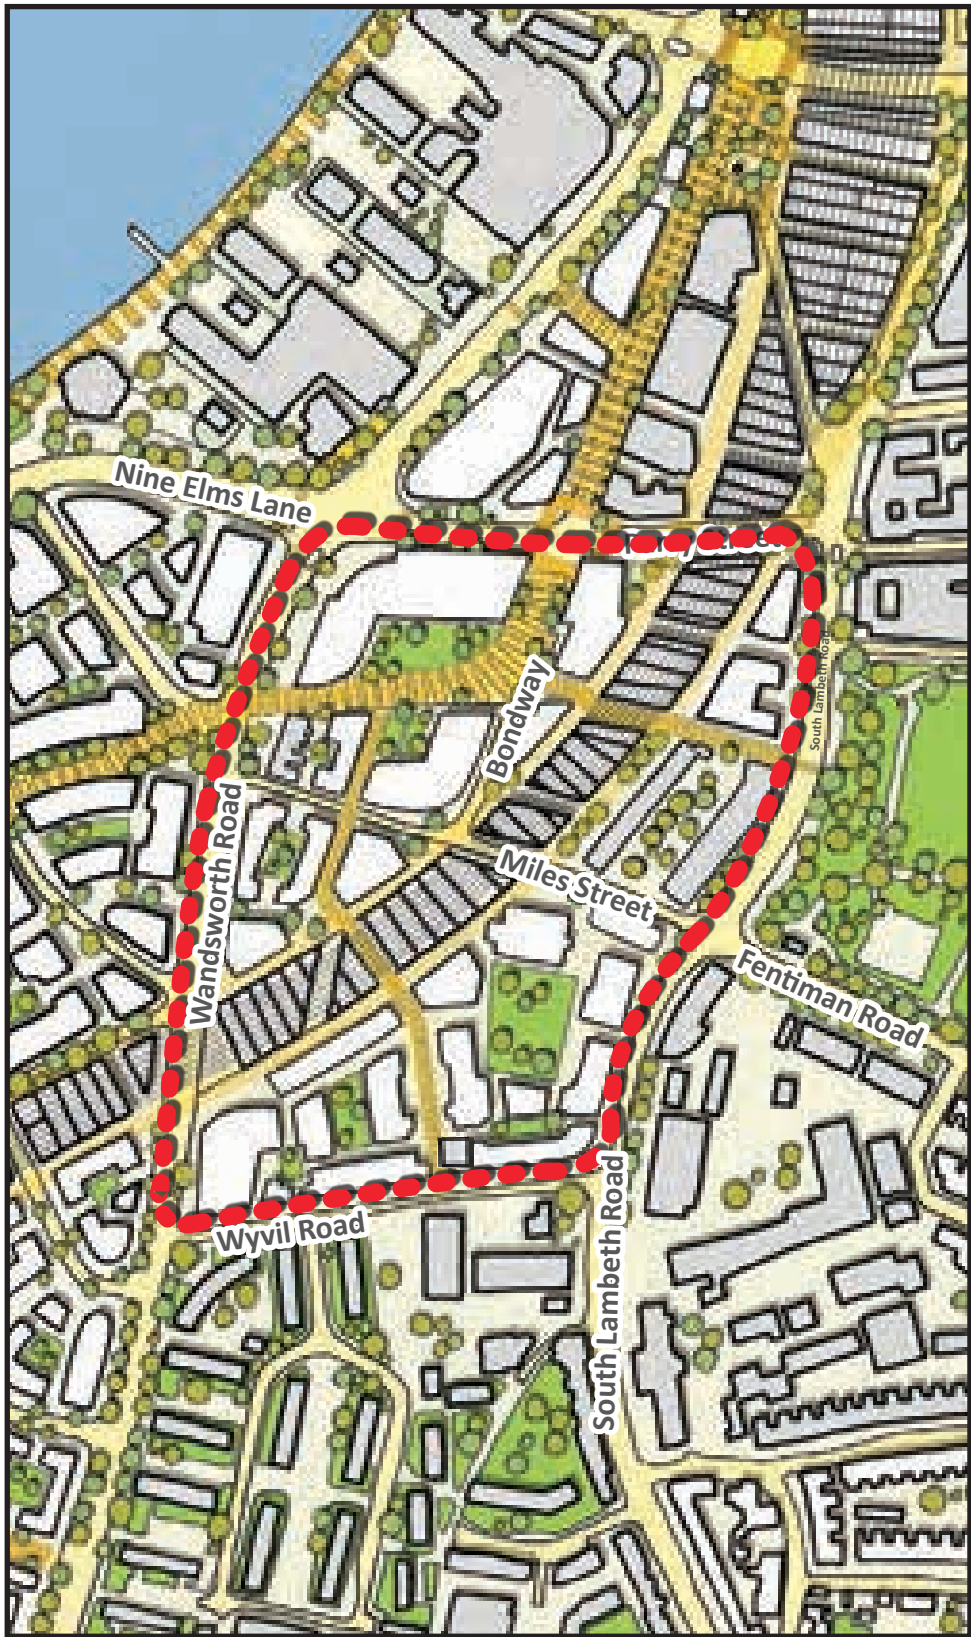 Nine Elms Lane
South Lambeth Road
Bondway
Wandsworth Road
Miles Street
Fentiman Road
Wyvil Road
South Lambeth Road